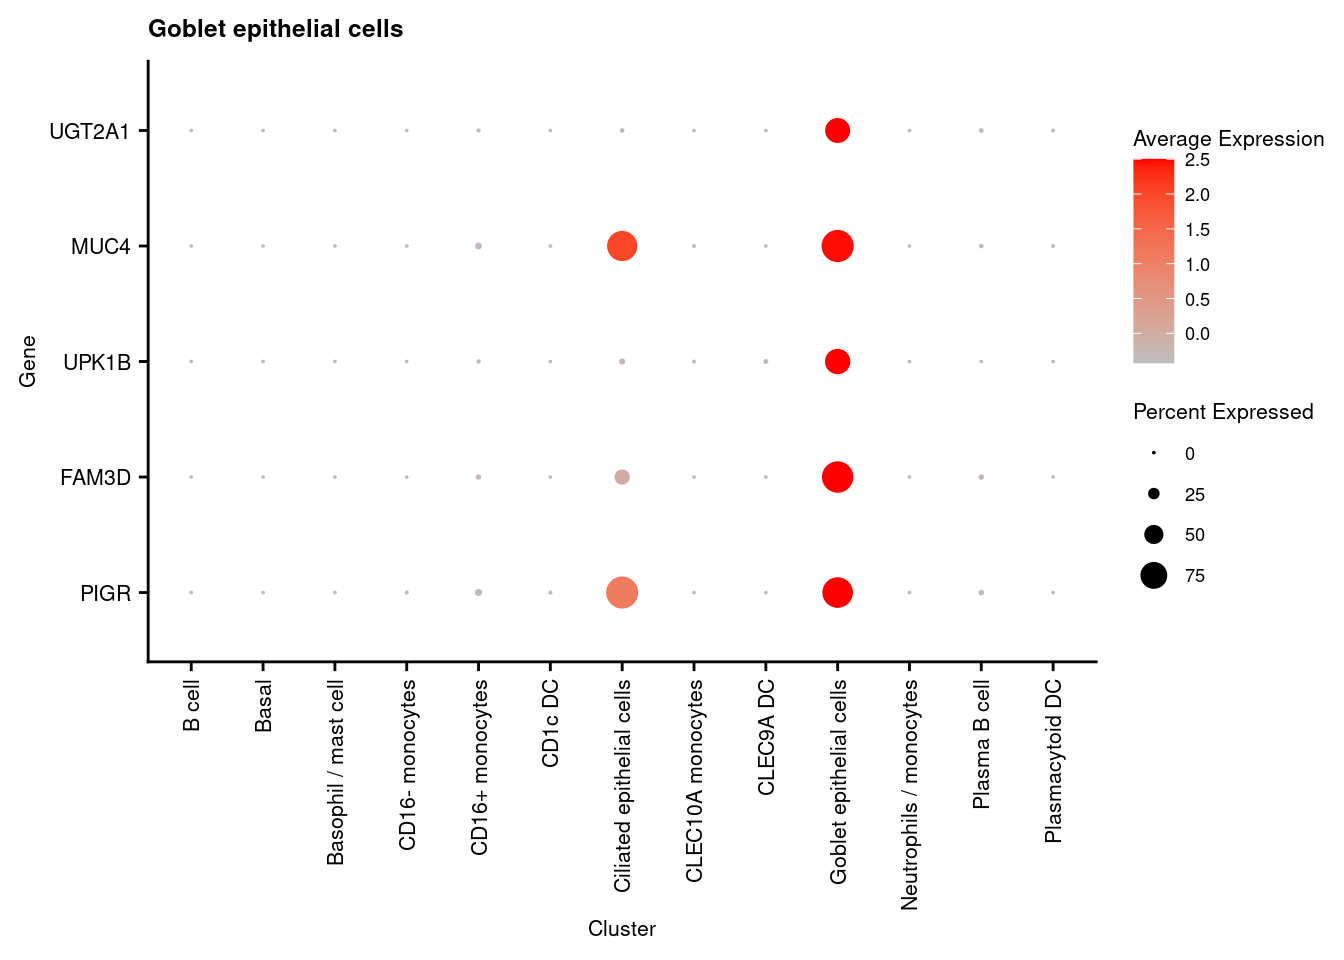 Goblet epithelial cells
Gene
UGT2A1
MUC4
UPK1B
FAM3D
PIGR
B cell
Basal
Basophil / mast cell
CD16- monocytes
CD16+ monocytes
CD1c DC
Ciliated epithelial cells
CLEC10A monocytes
CLEC9A DC
Goblet epithelial cells
Neutrophils / monocytes
Plasma B cell
Plasmacytoid DC
Cluster
Average Expression
2.5
2.0
1.5
1.0
0.5
0.0
Percent Expressed
0
25
50
75